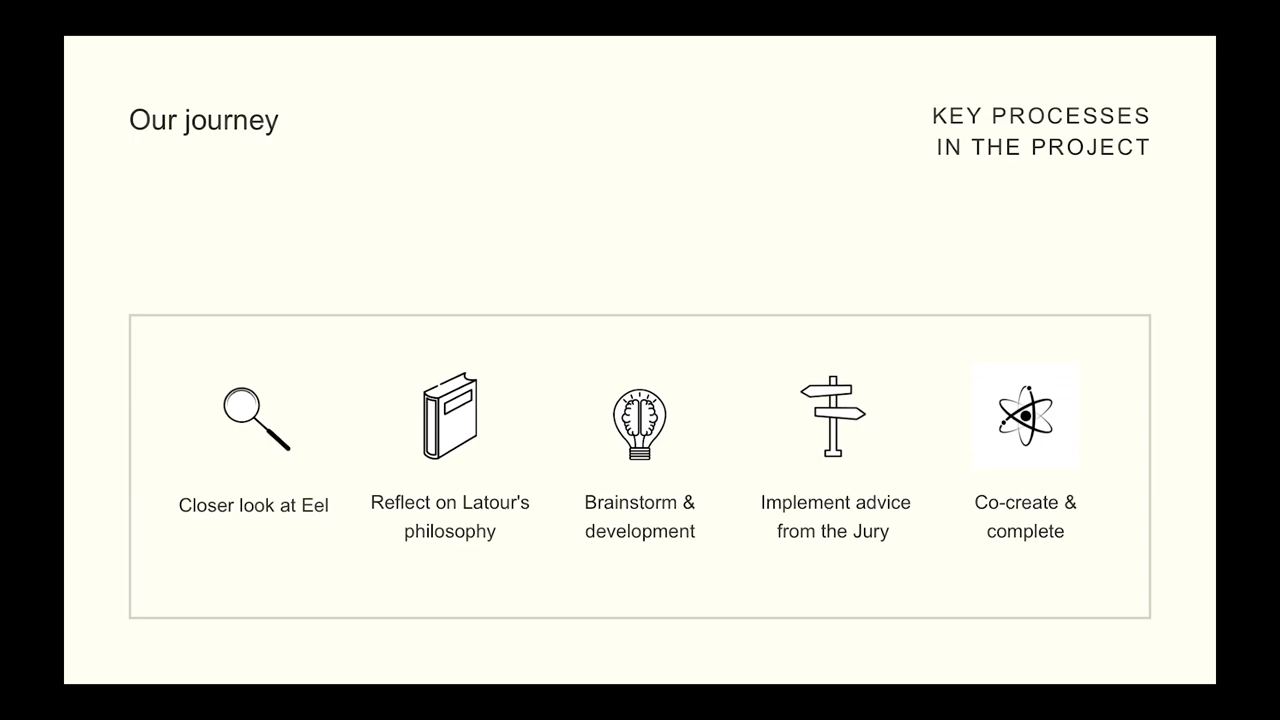 Our journey
KEY PROCESSES
IN THE PROJECT
Closer look at Eel
Reflect on Latour's
philosophy
Brainstorm &
development
Implement advice
from the Jury
Co-create &
complete